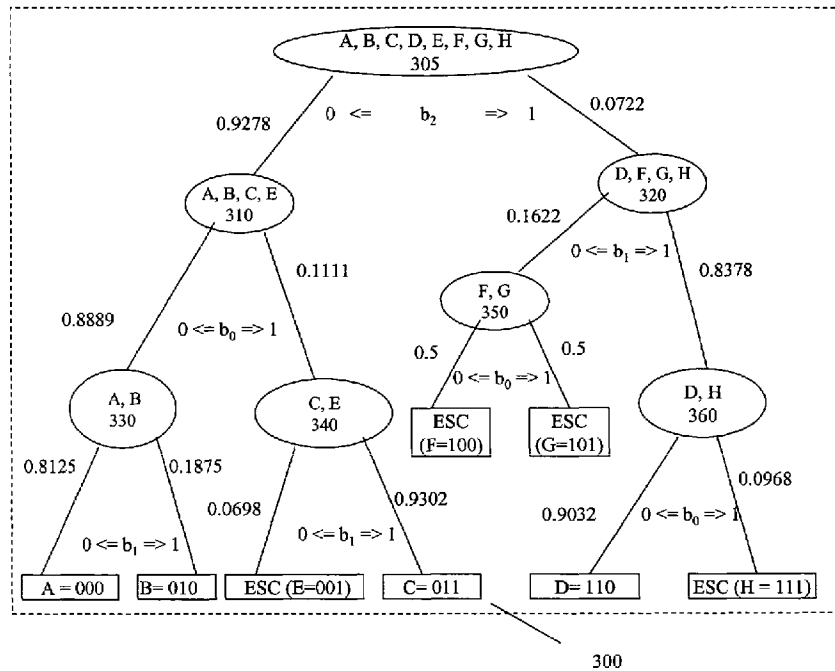 A, B, C, D, E, F, G, H
305
0 <= b2 => 1
0.9278
0.0722
A, B, C, E
310
D, F, G, H
320
0.1622
0 <= b1 => 1
0.8378
0.1111
0.8889
0 <= b0 => 1
F, G
350
0.5
0.5
0 <= b0 => 1
A, B
330
C, E
340
ESC
(F=100)
ESC
(G=101)
D, H
360
0.8125
0.1875
0.0698
0.9302
0.9032
0.0968
0 <= b1 => 1
0 <= b1 => 1
0 <= b0 => 1
A = 000
B= 010
ESC (E=001)
C= 011
D= 110
ESC (H = 111)
300